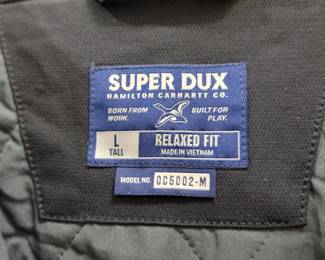 SUPER DUX
HAMILTON CARHARTT CO.
BORN FROM BUILT FOR
WORK. PLAY.
L RELAXED FIT
TALL MADE IN VIETNAM
MODEL NO. OC5002-M